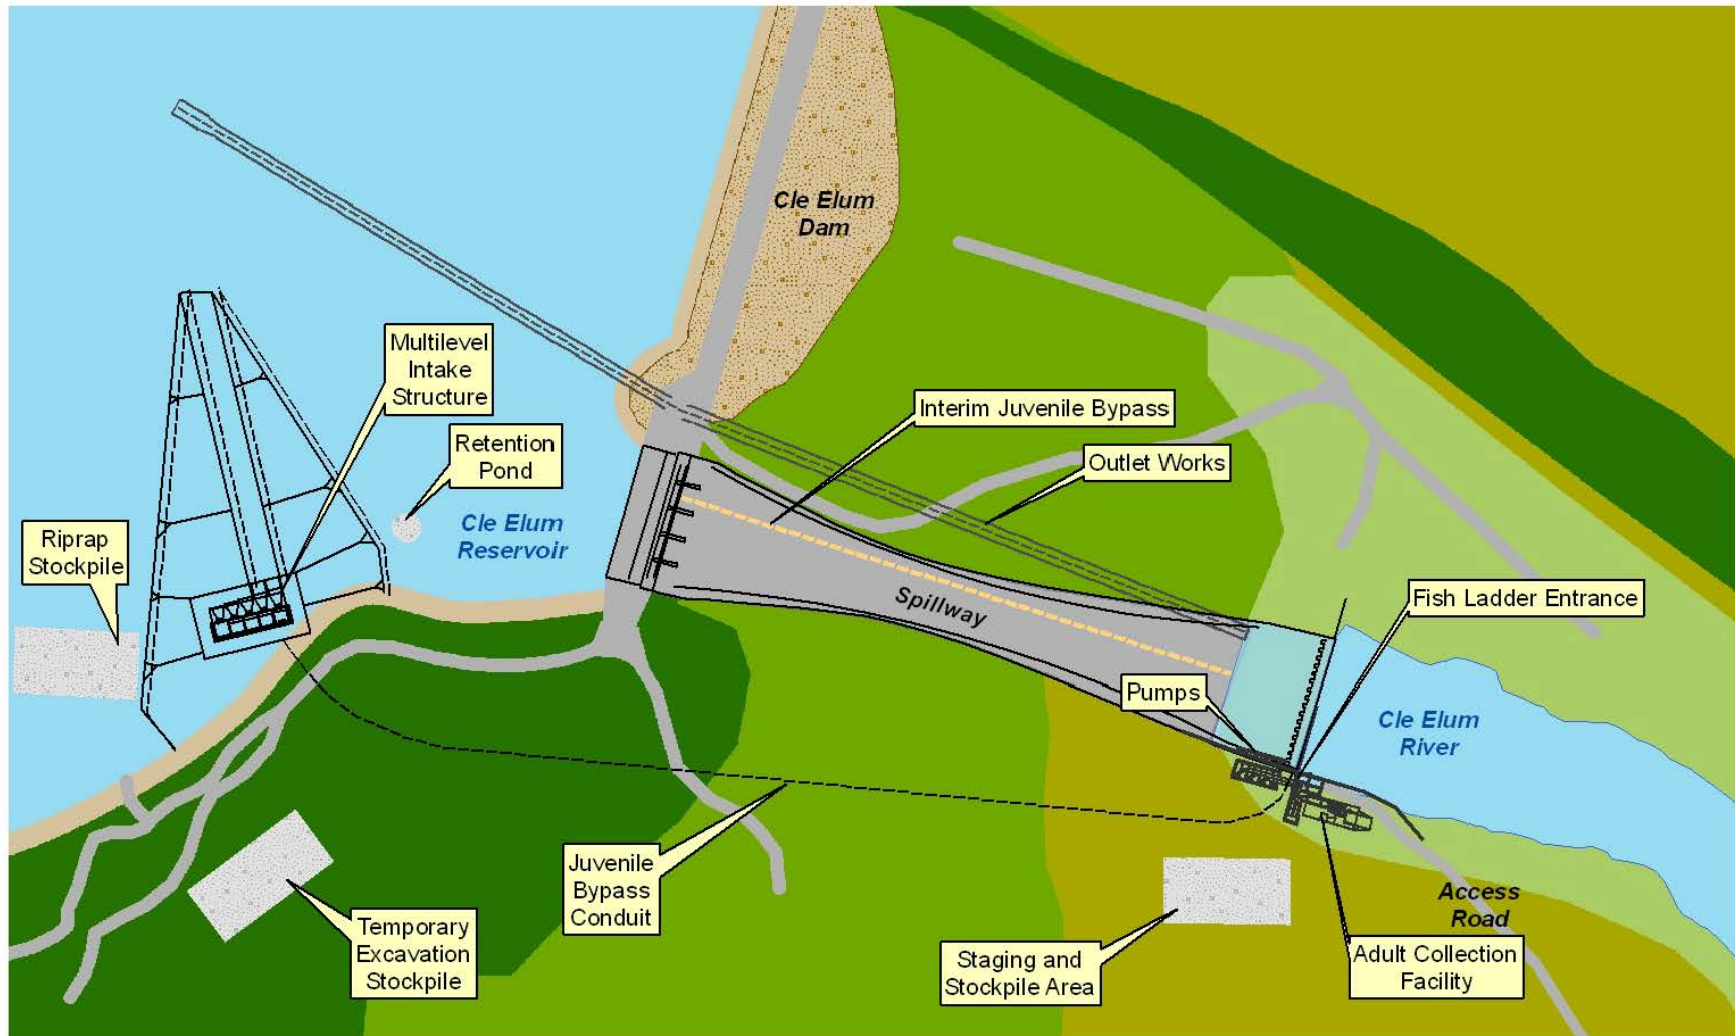 Cle Elum
Dam
Multilevel
Intake
Structure
Interim Juvenile Bypass
Retention
Pond
Outlet Works
Cle Elum
Reservoir
Riprap
Stockpile
Spillway
Fish Ladder Entrance
Pumps
Cle Elum
River
Juvenile
Bypass
Conduit
Access
Road
Temporary
Excavation
Stockpile
Staging and
Stockpile Area
Adult Collection
Facility